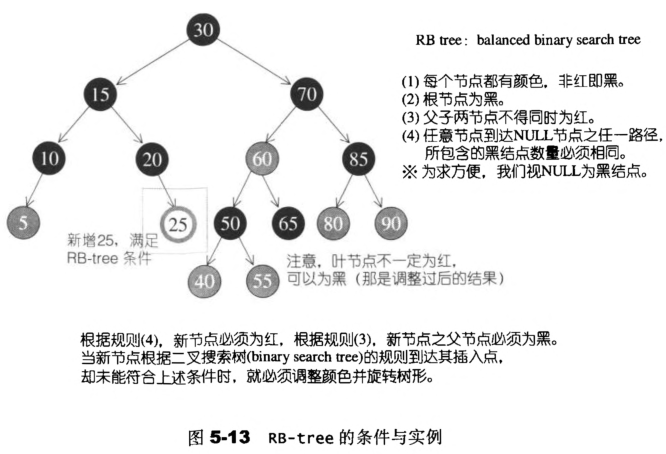 30
RB tree: balanced binary search tree
15
70
(1) 每个节点都有颜色，非红即黑。
(2) 根节点为黑。
(3) 父子两节点不得同时为红。
(4) 任意节点到达NULL节点之任一路径，
所包含的黑结点数量必须相同。
※ 为求方便，我们视NULL为黑结点。
10
20
60
85
5
25
50
65
80
90
新增25，满足
RB-tree 条件
40
55
注意，叶节点不一定为红，
可以为黑（那是调整过后的结果）
根据规则(4)，新节点必须为红，根据规则(3)，新节点之父节点必须为黑。
当新节点根据二叉搜索树(binary search tree)的规则到达其插入点，
却未能符合上述条件时，就必须调整颜色并旋转树形。
图 5-13 RB-tree 的条件与实例